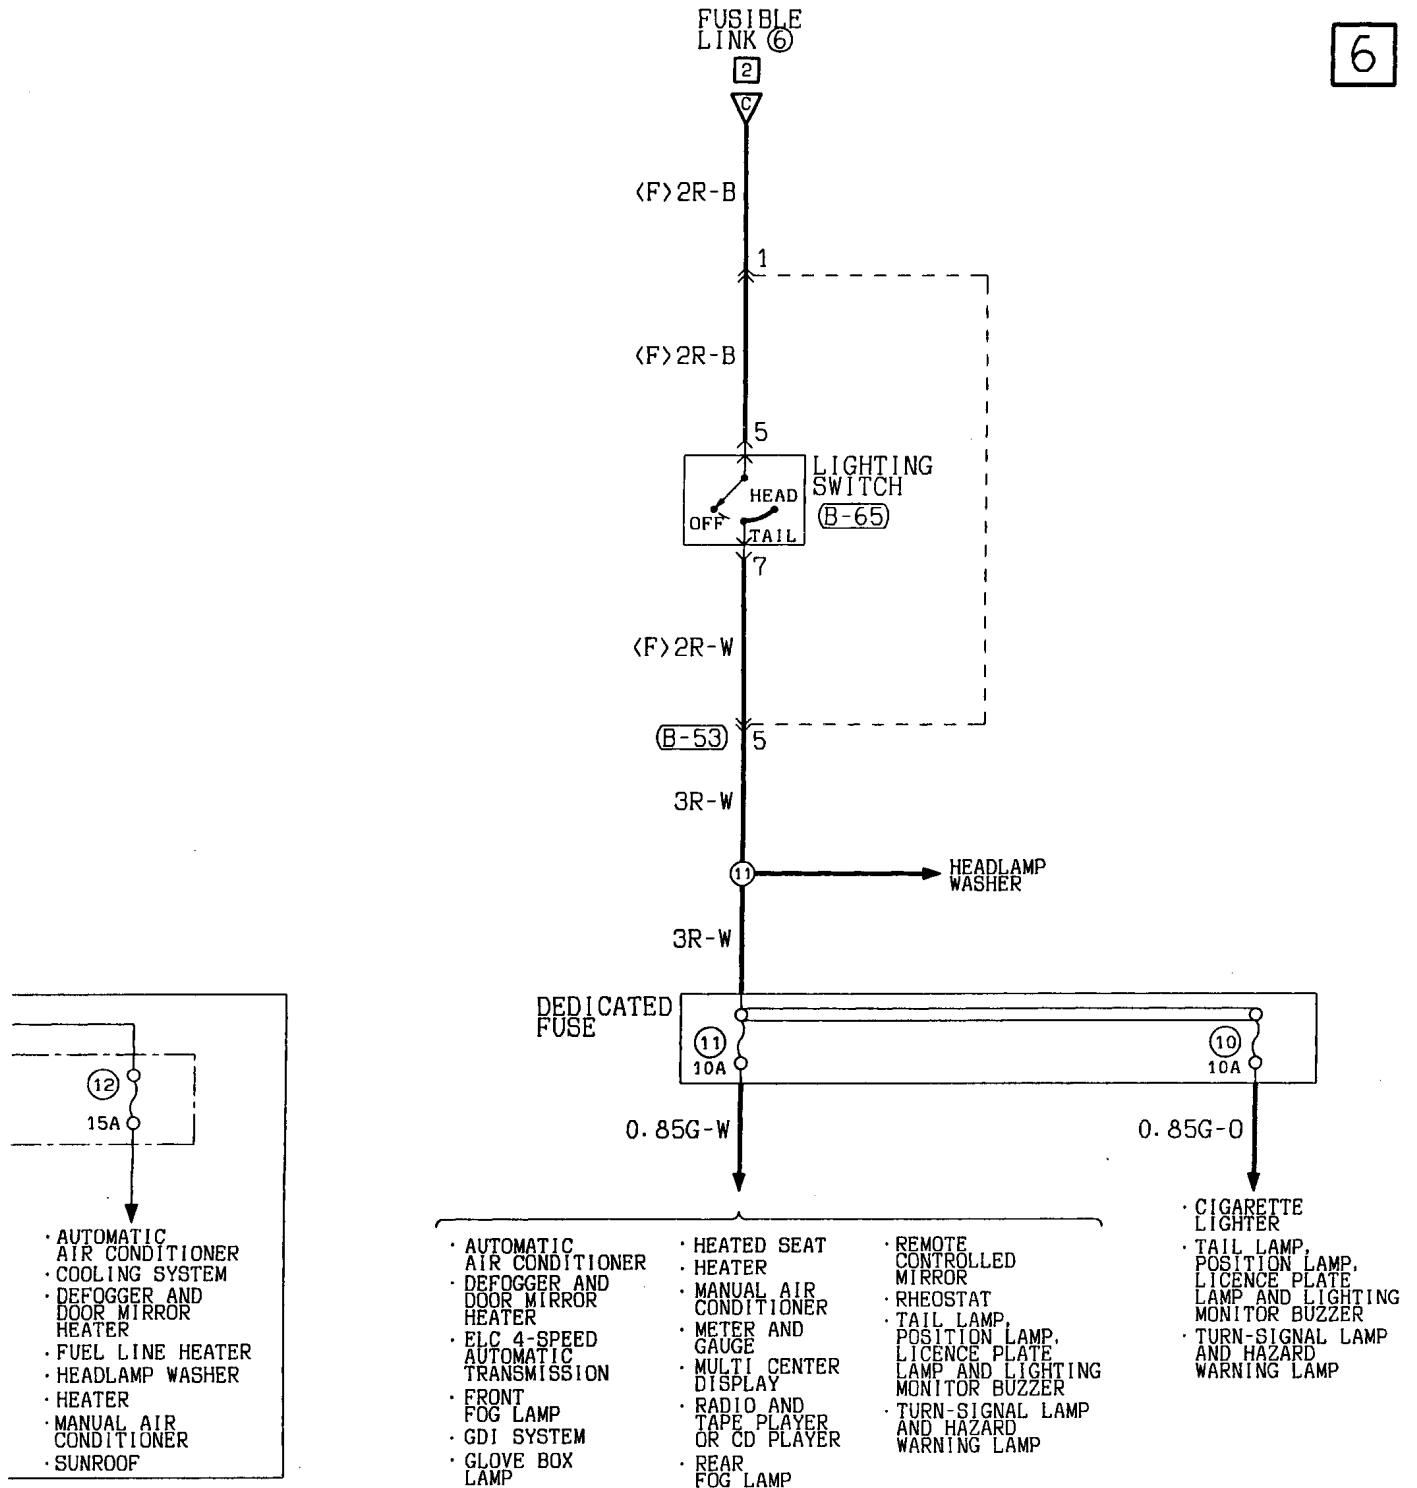 FUSIBLE
LINK ⑥
6
2
C
<F>2R-B
1
<F>2R-B
5
LIGHTING
SWITCH
HEAD
OFF
(B-65)
TAIL
7
<F>2R-W
(B-53)
5
3R-W
11
HEADLAMP
WASHER
3R-W
DEDICATED
FUSE
11
10A
10
10A
12
15A
0.85G-W
0.85G-O
· AUTOMATIC
AIR CONDITIONER
· COOLING SYSTEM
· DEFOGGER AND
DOOR MIRROR
HEATER
· FUEL LINE HEATER
· HEADLAMP WASHER
· HEATER
· MANUAL AIR
CONDITIONER
· SUNROOF
· AUTOMATIC
AIR CONDITIONER
· DEFOGGER AND
DOOR MIRROR
HEATER
· ELC 4-SPEED
AUTOMATIC
TRANSMISSION
· FRONT
FOG LAMP
· GDI SYSTEM
· GLOVE BOX
LAMP
· HEATED SEAT
· HEATER
· MANUAL AIR
CONDITIONER
· METER AND
GAUGE
· MULTI CENTER
DISPLAY
· RADIO AND
TAPE PLAYER
OR CD PLAYER
· REAR
FOG LAMP
· REMOTE
CONTROLLED
MIRROR
· RHEOSTAT
· TAIL LAMP,
POSITION LAMP,
LICENCE PLATE
LAMP AND LIGHTING
MONITOR BUZZER
· TURN-SIGNAL LAMP
AND HAZARD
WARNING LAMP
· CIGARETTE
LIGHTER
· TAIL LAMP,
POSITION LAMP,
LICENCE PLATE
LAMP AND LIGHTING
MONITOR BUZZER
· TURN-SIGNAL LAMP
AND HAZARD
WARNING LAMP